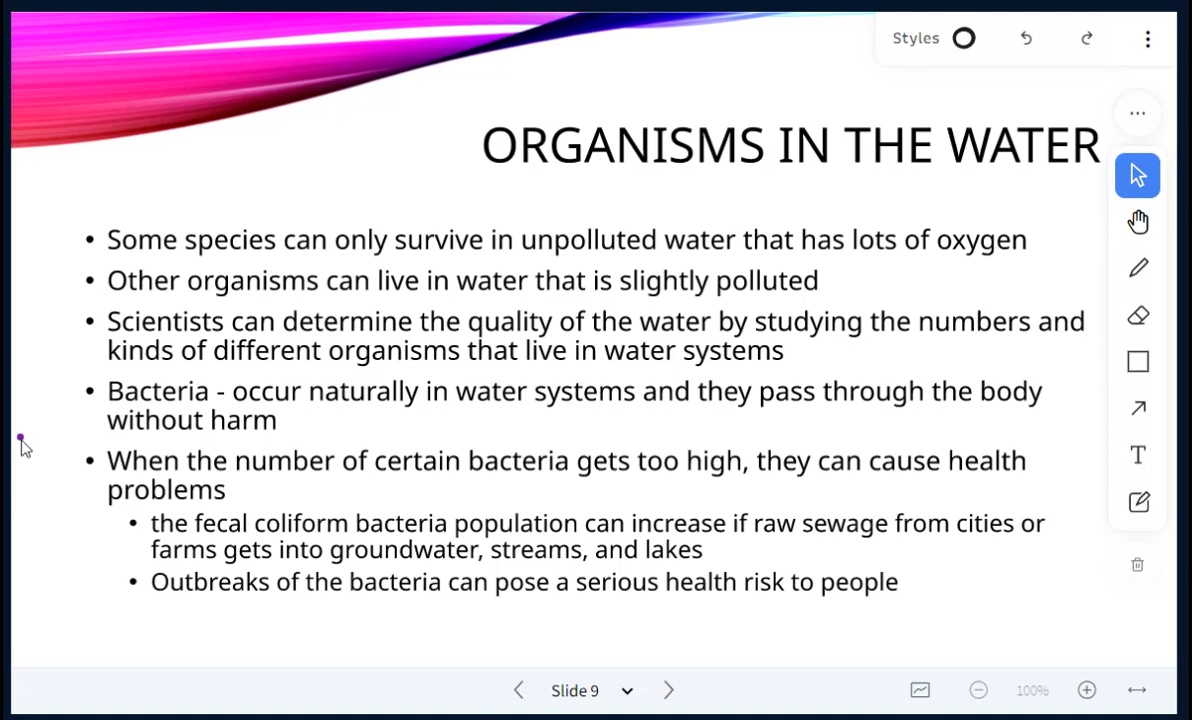 Styles
ORGANISMS IN THE WATER
• Some species can only survive in unpolluted water that has lots of oxygen
• Other organisms can live in water that is slightly polluted
• Scientists can determine the quality of the water by studying the numbers and
kinds of different organisms that live in water systems
• Bacteria - occur naturally in water systems and they pass through the body
without harm
• When the number of certain bacteria gets too high, they can cause health
problems
• the fecal coliform bacteria population can increase if raw sewage from cities or
farms gets into groundwater, streams, and lakes
• Outbreaks of the bacteria can pose a serious health risk to people
T
Slide 9
100%